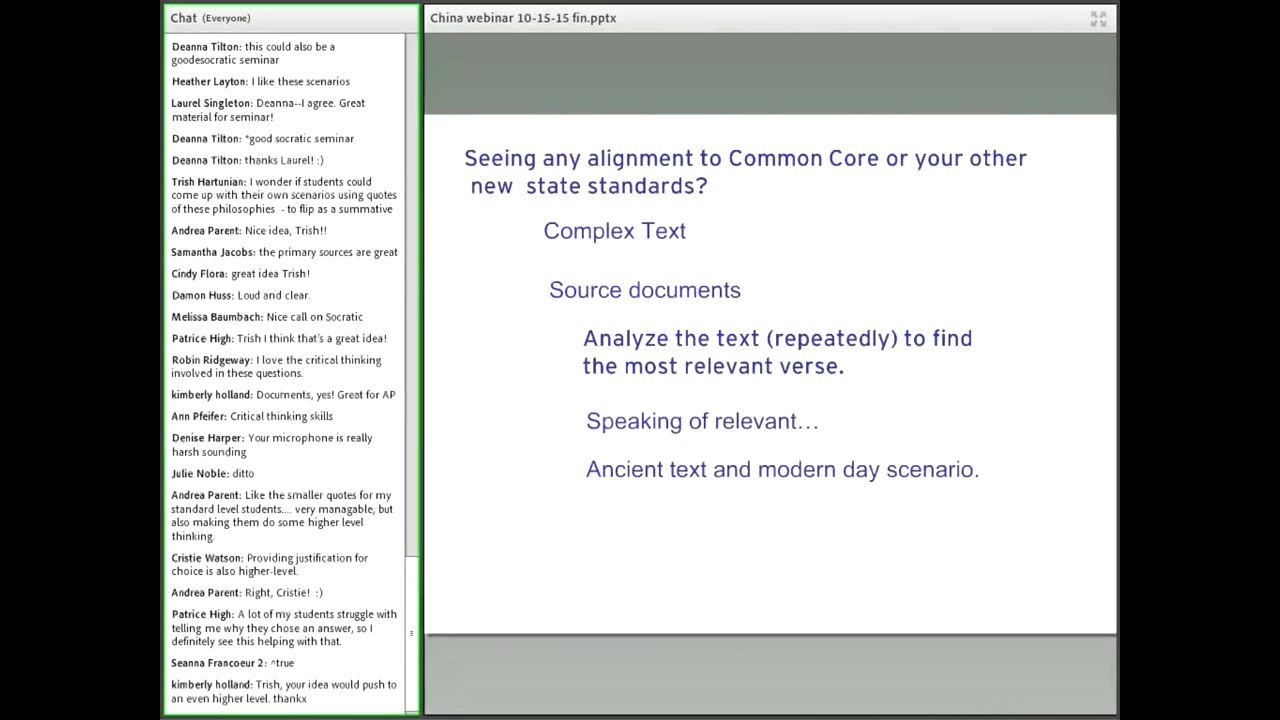 Chat (Everyone)
Deanna Tilton: this could also be a
goodesocratic seminar
Heather Layton: I like these scenarios
Laurel Singleton: Deanna--I agree. Great
material for seminar!
Deanna Tilton: *good socratic seminar
Deanna Tilton: thanks Laurel! :)
Trish Hartunian: I wonder if students could
come up with their own scenarios using quotes
of these philosophies - to flip as a summative
Andrea Parent: Nice idea, Trish!!
Samantha Jacobs: the primary sources are great
Cindy Flora: great idea Trish!
Damon Huss: Loud and clear.
Melissa Baumbach: Nice call on Socratic
Patrice High: Trish I think that's a great idea!
Robin Ridgeway: I love the critical thinking
involved in these questions.
kimberly holland: Documents, yes! Great for AP
Ann Pfeifer: Critical thinking skills
Denise Harper: Your microphone is really
harsh sounding
Julie Noble: ditto
Andrea Parent: Like the smaller quotes for my
standard level students.... very managable, but
also making them do some higher level
thinking.
Cristie Watson: Providing justification for
choice is also higher-level.
Andrea Parent: Right, Cristie! :)
Patrice High: A lot of my students struggle with
telling me why they chose an answer, so I
definitely see this helping with that.
Seanna Francoeur 2: ^true
kimberly holland: Trish, your idea would push to
an even higher level. thankx
China webinar 10-15-15 fin.pptx
Seeing any alignment to Common Core or your other
new state standards?
Complex Text
Source documents
Analyze the text (repeatedly) to find
the most relevant verse.
Speaking of relevant…
Ancient text and modern day scenario.